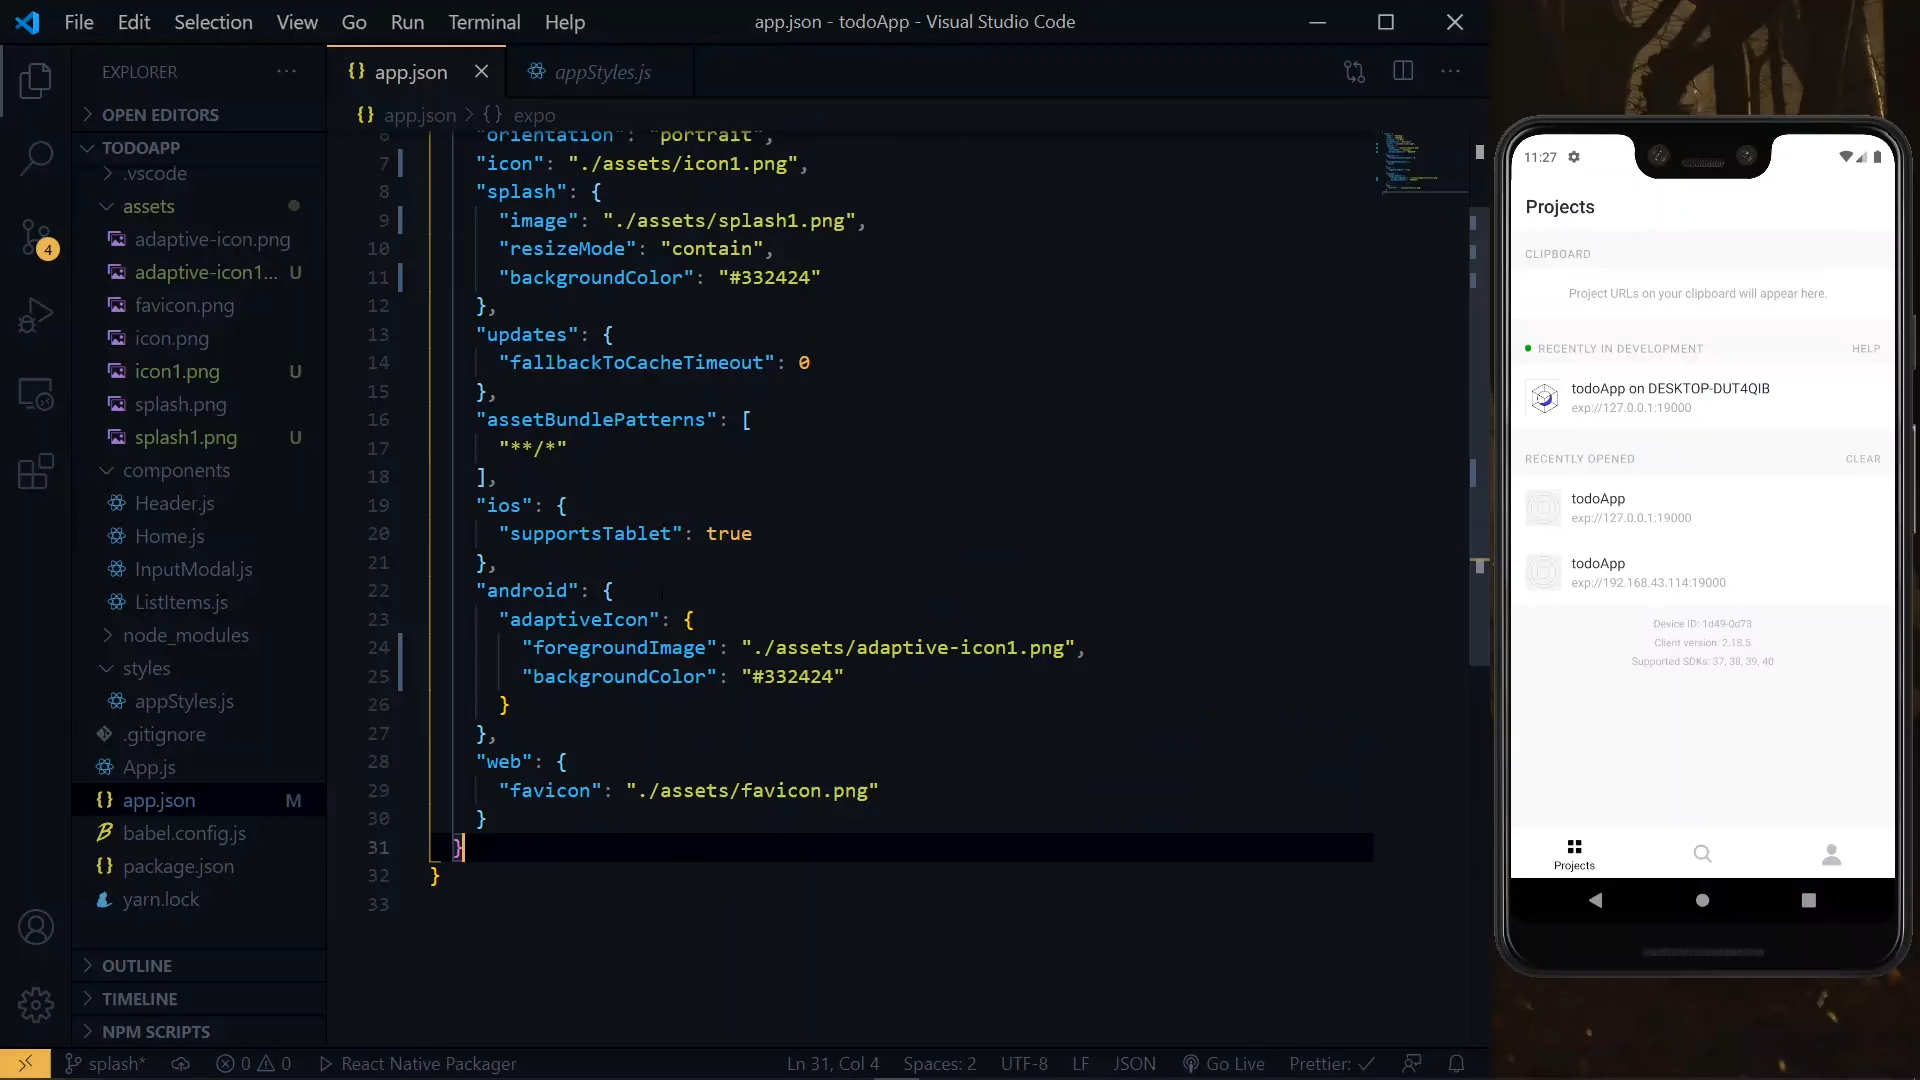 File Edit Selection View Go Run Terminal Help
app.json - todoApp - Visual Studio Code
EXPLORER
OPEN EDITORS
TODOAPP
.vscode
assets
adaptive-icon.png
adaptive-icon1... U
favicon.png
icon.png
icon1.png U
splash.png
splash1.png U
components
Header.js
Home.js
InputModal.js
ListItems.js
node_modules
styles
appStyles.js
.gitignore
App.js
{} app.json M
babel.config.js
{} package.json
yarn.lock
OUTLINE
TIMELINE
NPM SCRIPTS
4
{} app.json
appStyles.js
{} app.json > {} expo
6 "orientation": "portrait",
7 "icon": "./assets/icon1.png",
8 "splash": {
9 "image": "./assets/splash1.png",
10 "resizeMode": "contain",
11 "backgroundColor": "#332424"
12 },
13 "updates": {
14 "fallbackToCacheTimeout": 0
15 },
16 "assetBundlePatterns": [
17 "**/*"
18 ],
19 "ios": {
20 "supportsTablet": true
21 },
22 "android": {
23 "adaptiveIcon": {
24 "foregroundImage": "./assets/adaptive-icon1.png",
25 "backgroundColor": "#332424"
26 }
27 },
28 "web": {
29 "favicon": "./assets/favicon.png"
30 }
31 }
32 }
33
splash* 0 0 React Native Packager
Ln 31, Col 4 Spaces: 2 UTF-8 LF JSON Go Live Prettier: ✓
11:27
Projects
CLIPBOARD
Project URLs on your clipboard will appear here.
RECENTLY IN DEVELOPMENT HELP
todoApp on DESKTOP-DUT4QIB
exp://127.0.0.1:19000
RECENTLY OPENED CLEAR
todoApp
exp://127.0.0.1:19000
todoApp
exp://192.168.43.114:19000
Device ID: 1d49-0d73
Client version: 2.18.5
Supported SDKs: 37, 38, 39, 40
Projects